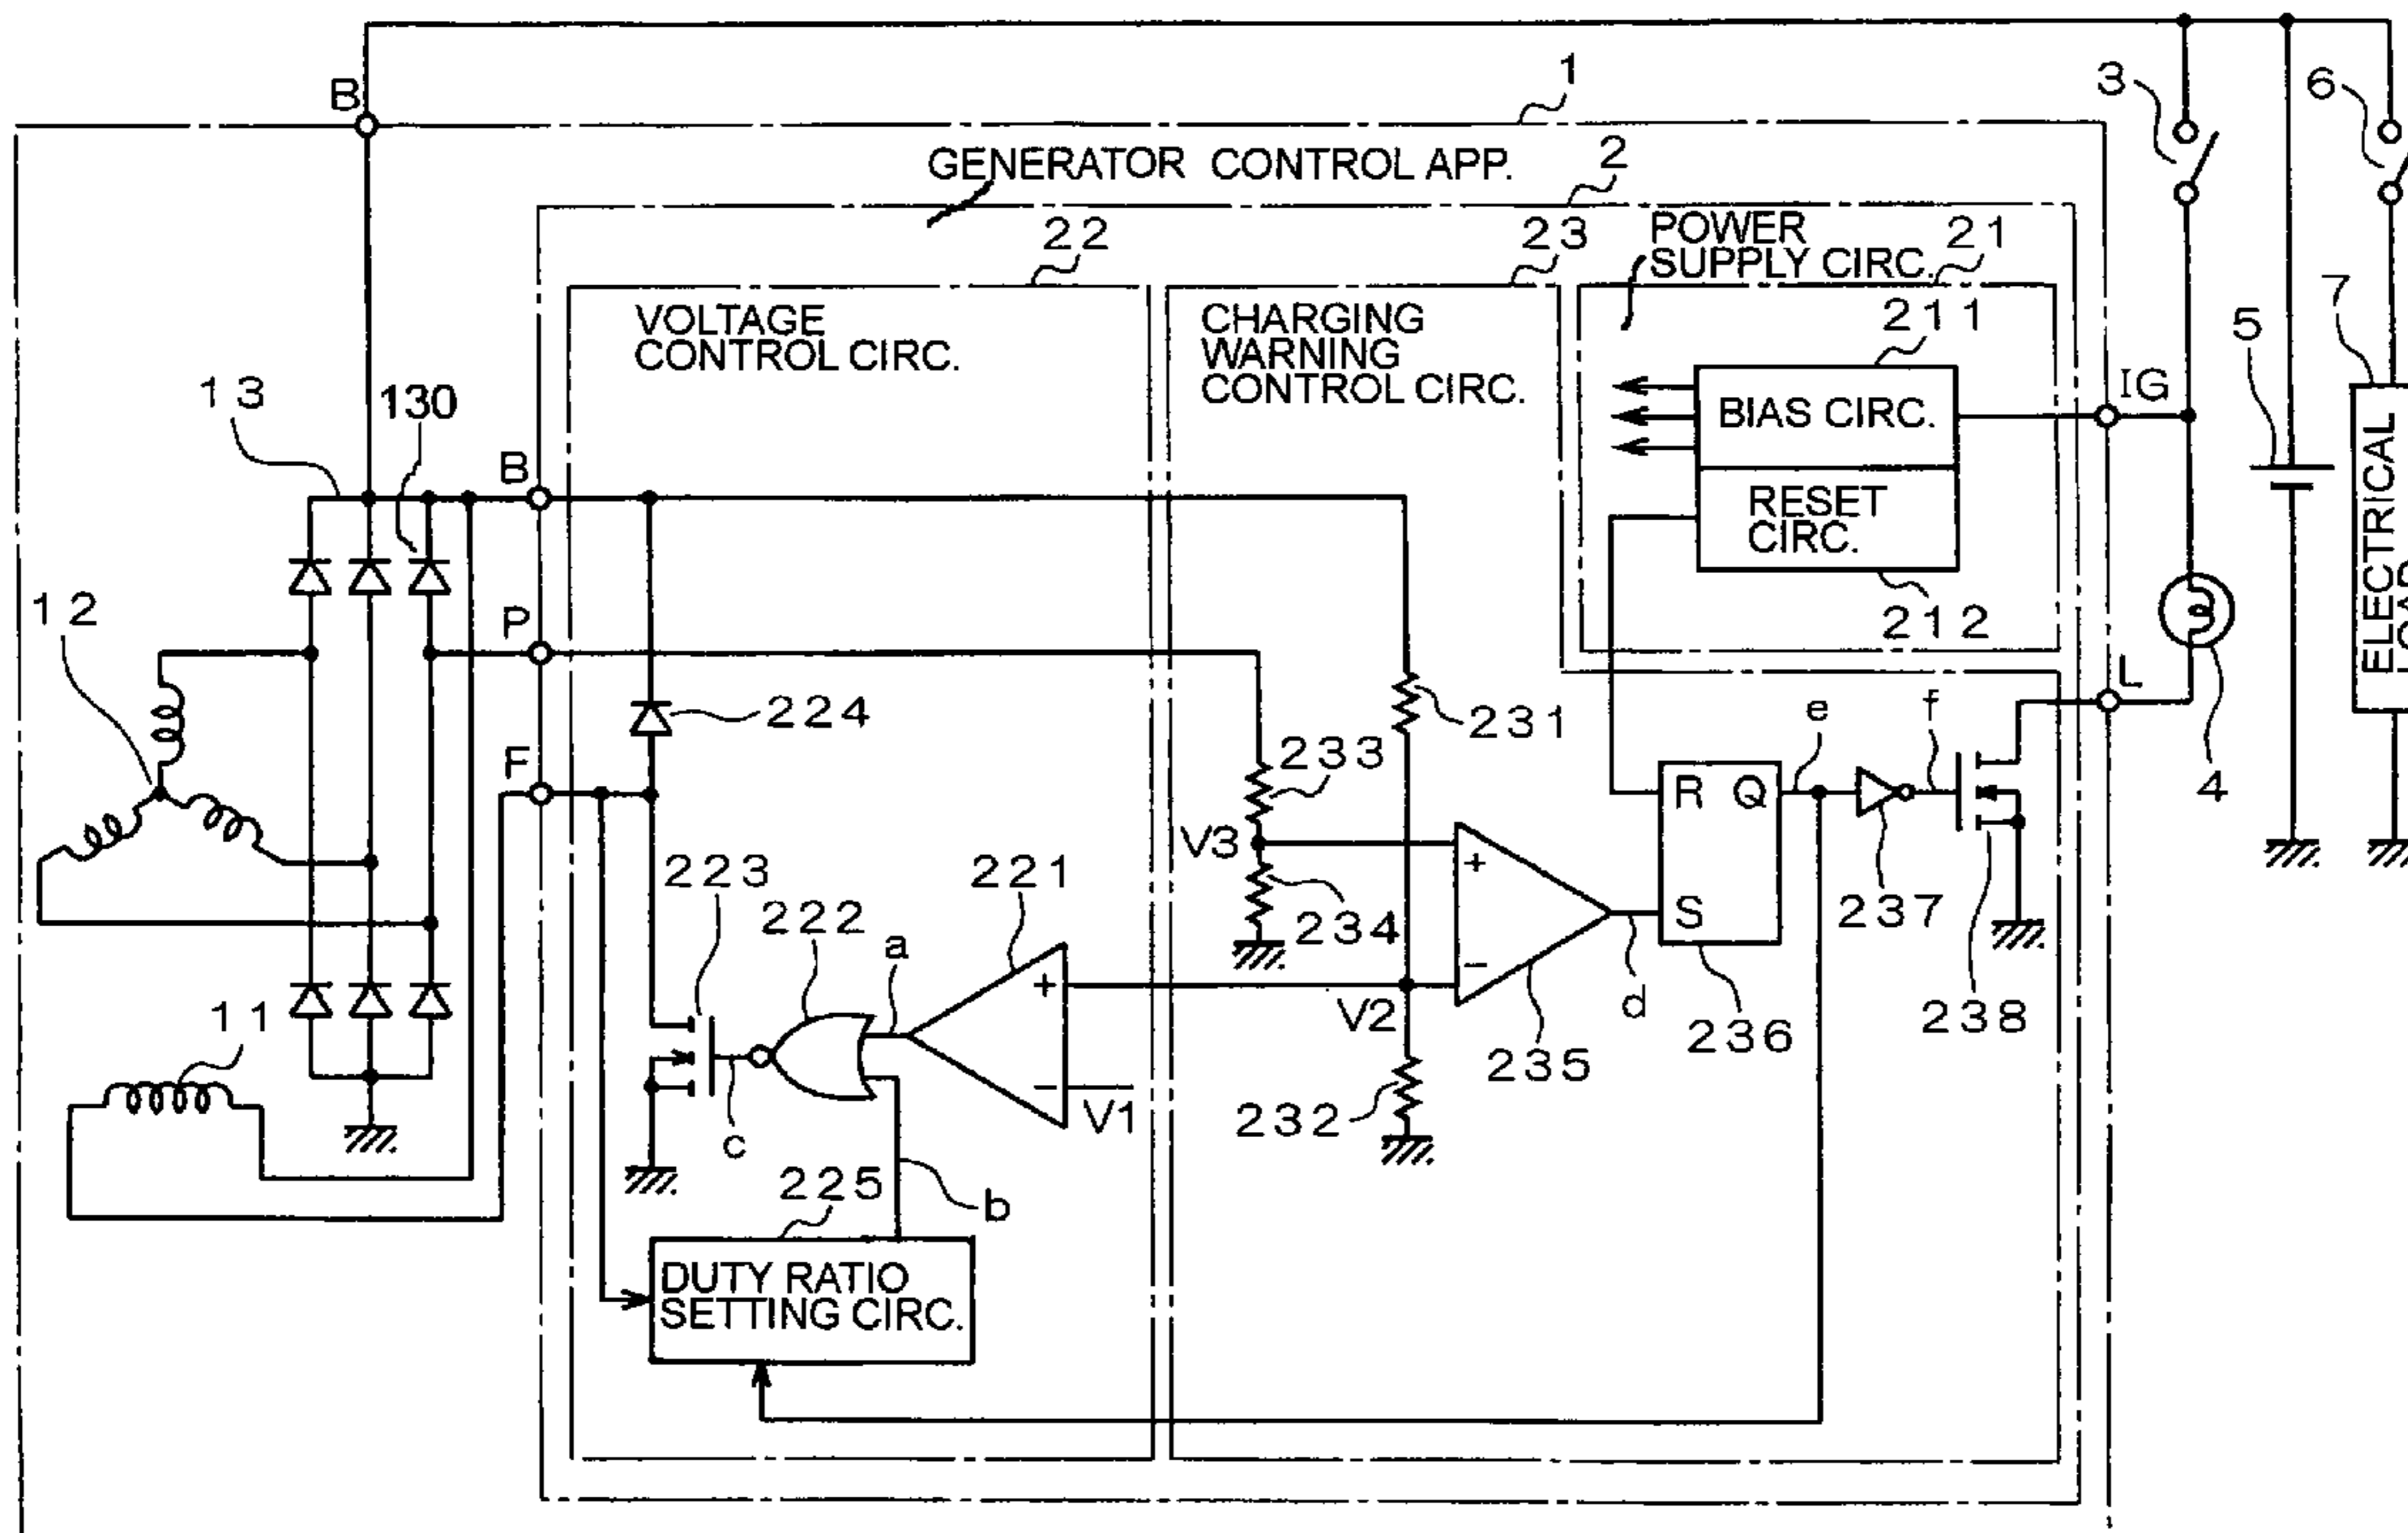 1
B
3
6
GENERATOR CONTROL APP.
2
22
23
POWER
SUPPLY CIRC.
21
VOLTAGE
CONTROL CIRC.
CHARGING
WARNING
CONTROL CIRC.
211
7
5
13
130
BIAS CIRC.
IG
B
RESET
CIRC.
ELECTRICAL
12
P
212
L
224
231
e
f
F
233
4
R Q
V3
+
223
221
222
234
237
a
S
-
+
V2
d
238
11
236
235
-
V1
232
c
225
b
DUTY RATIO
SETTING CIRC.